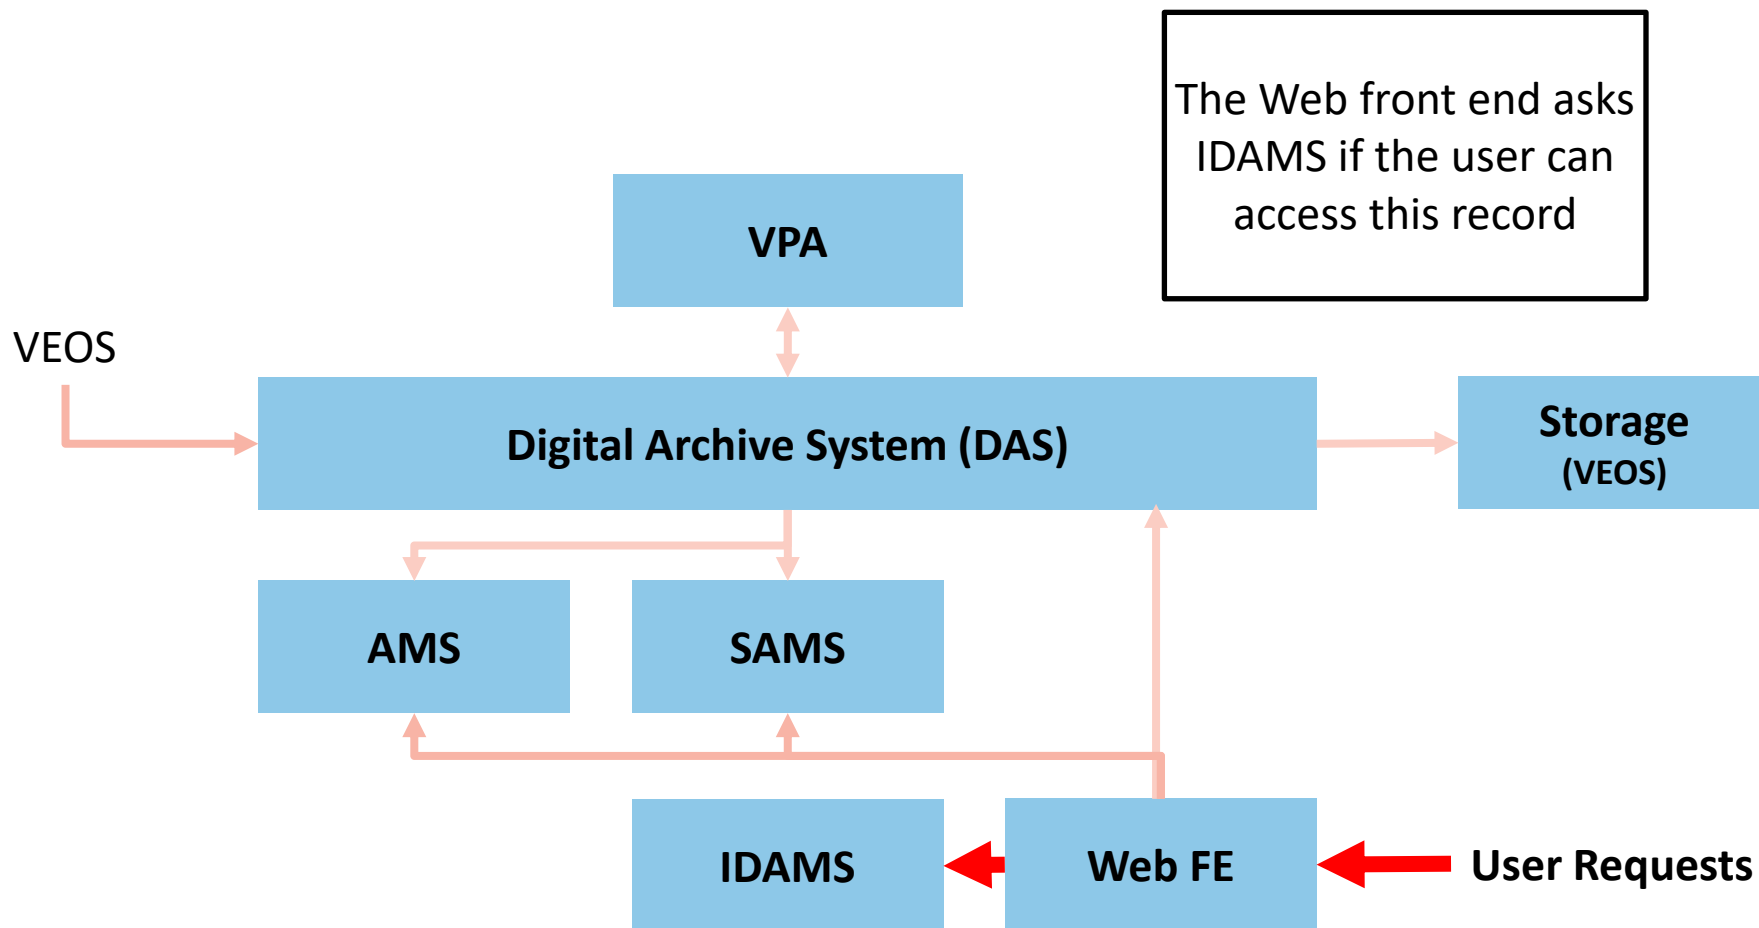 The Web front end asks
IDAMS if the user can
access this record
VPA
VEOS
Digital Archive System (DAS)
Storage
(VEOS)
AMS
SAMS
IDAMS
Web FE
User Requests